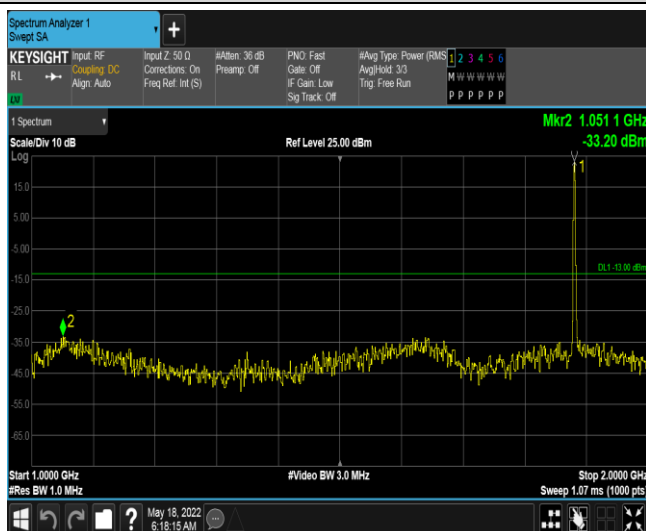 Spectrum Analyzer 1
Swept SA
+
KEYSIGHT Input: RF Input Z: 50 Ω #Atten: 36 dB PNO: Fast #Avg Type: Power (RMS 1 2 3 4 5 6
RL Coupling: DC Corrections: On Preamp: Off Gate: Off Avg|Hold: 3/3 M W W W W W
Align: Auto Freq Ref: Int (S) IF Gain: Low Trig: Free Run
Sig Track: Off P P P P P P
1 Spectrum Mkr2 1.051 1 GHz
Scale/Div 10 dB Ref Level 25.00 dBm -33.20 dBm
Log
1
15.0
5.00
-5.00
DL1 -13.00 dBm
-15.0
-25.0
2
-35.0
-45.0
-55.0
-65.0
Start 1.0000 GHz #Video BW 3.0 MHz Stop 2.0000 GHz
#Res BW 1.0 MHz Sweep 1.07 ms (1000 pts)
? May 18, 2022
6:18:15 AM